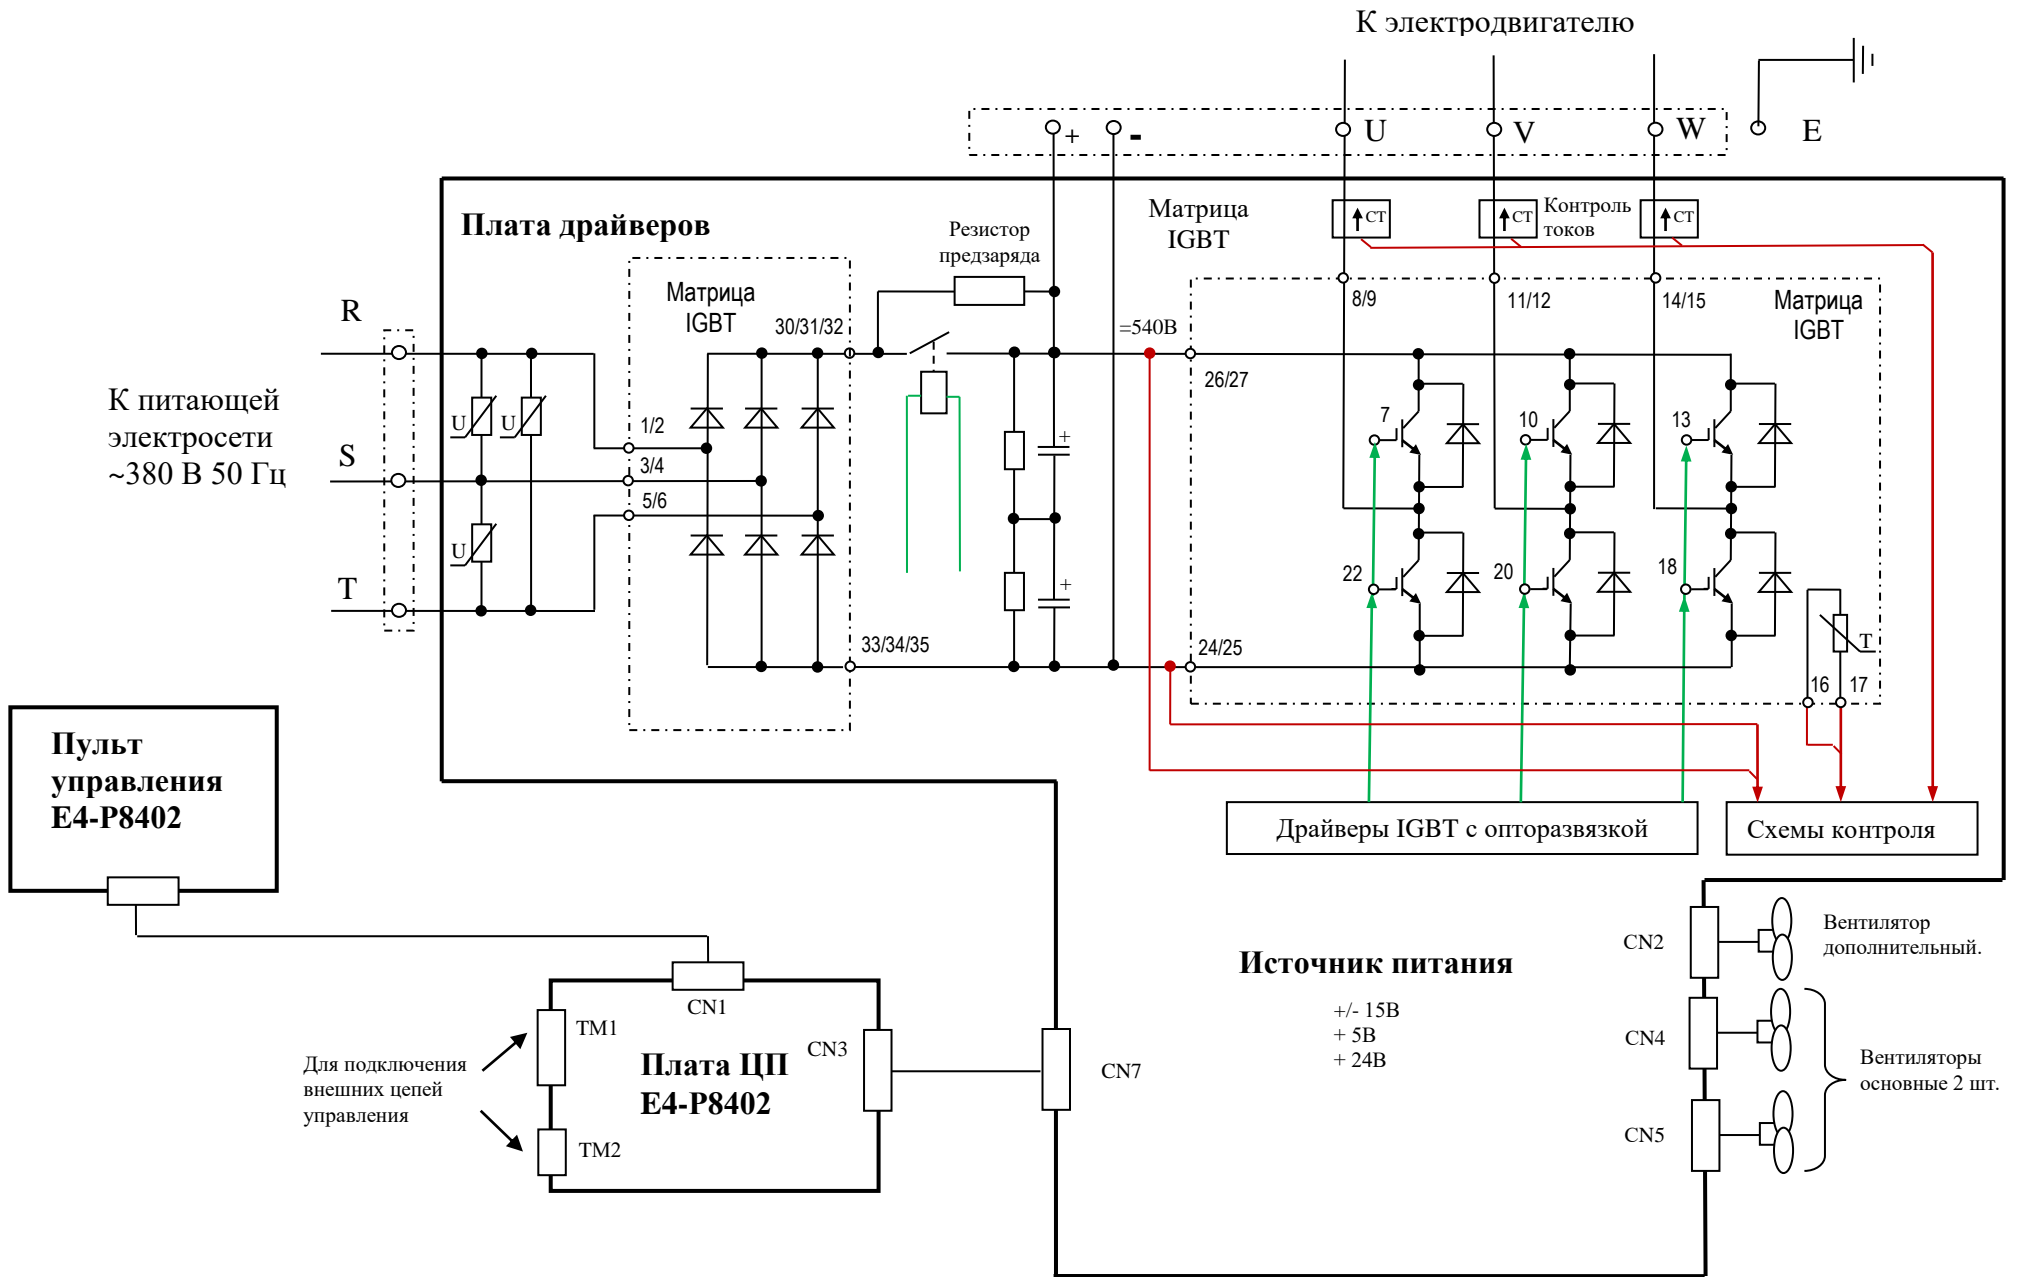 К электродвигателю
+
-
U
V
W
E
Плата драйверов
Матрица
IGBT
CT
CT
CT
Контроль
токов
Резистор
предзаряда
Матрица
IGBT
30/31/32
=540В
8/9
11/12
14/15
Матрица
IGBT
R
26/27
К питающей
электросети
~380 В 50 Гц
U
U
1/2
7
10
13
+
S
3/4
5/6
U
22
20
18
+
T
33/34/35
24/25
T
16
17
Пульт
управления
E4-P8402
Драйверы IGBT с опторазвязкой
Схемы контроля
Источник питания
+/- 15В
+ 5В
+ 24В
CN2
Вентилятор
дополнительный.
CN4
CN5
Вентиляторы
основные 2 шт.
CN1
TM1
CN3
Плата ЦП
E4-P8402
TM2
CN7
Для подключения
внешних цепей
управления